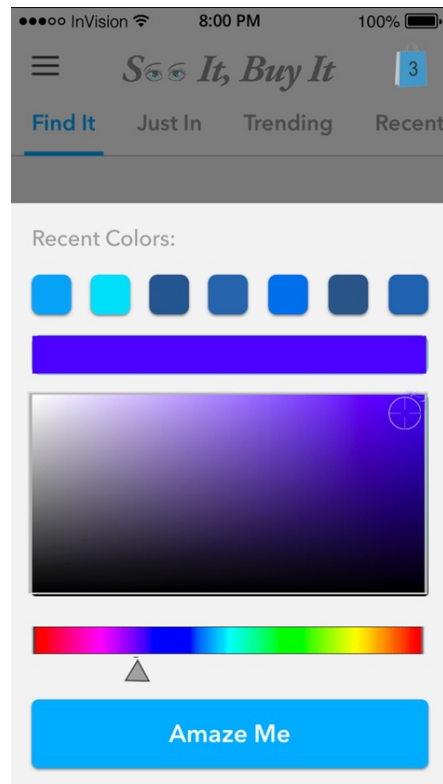 InVision 8:00 PM 100%
See It, Buy It 3
Find It Just In Trending Recent
Recent Colors:
Amaze Me